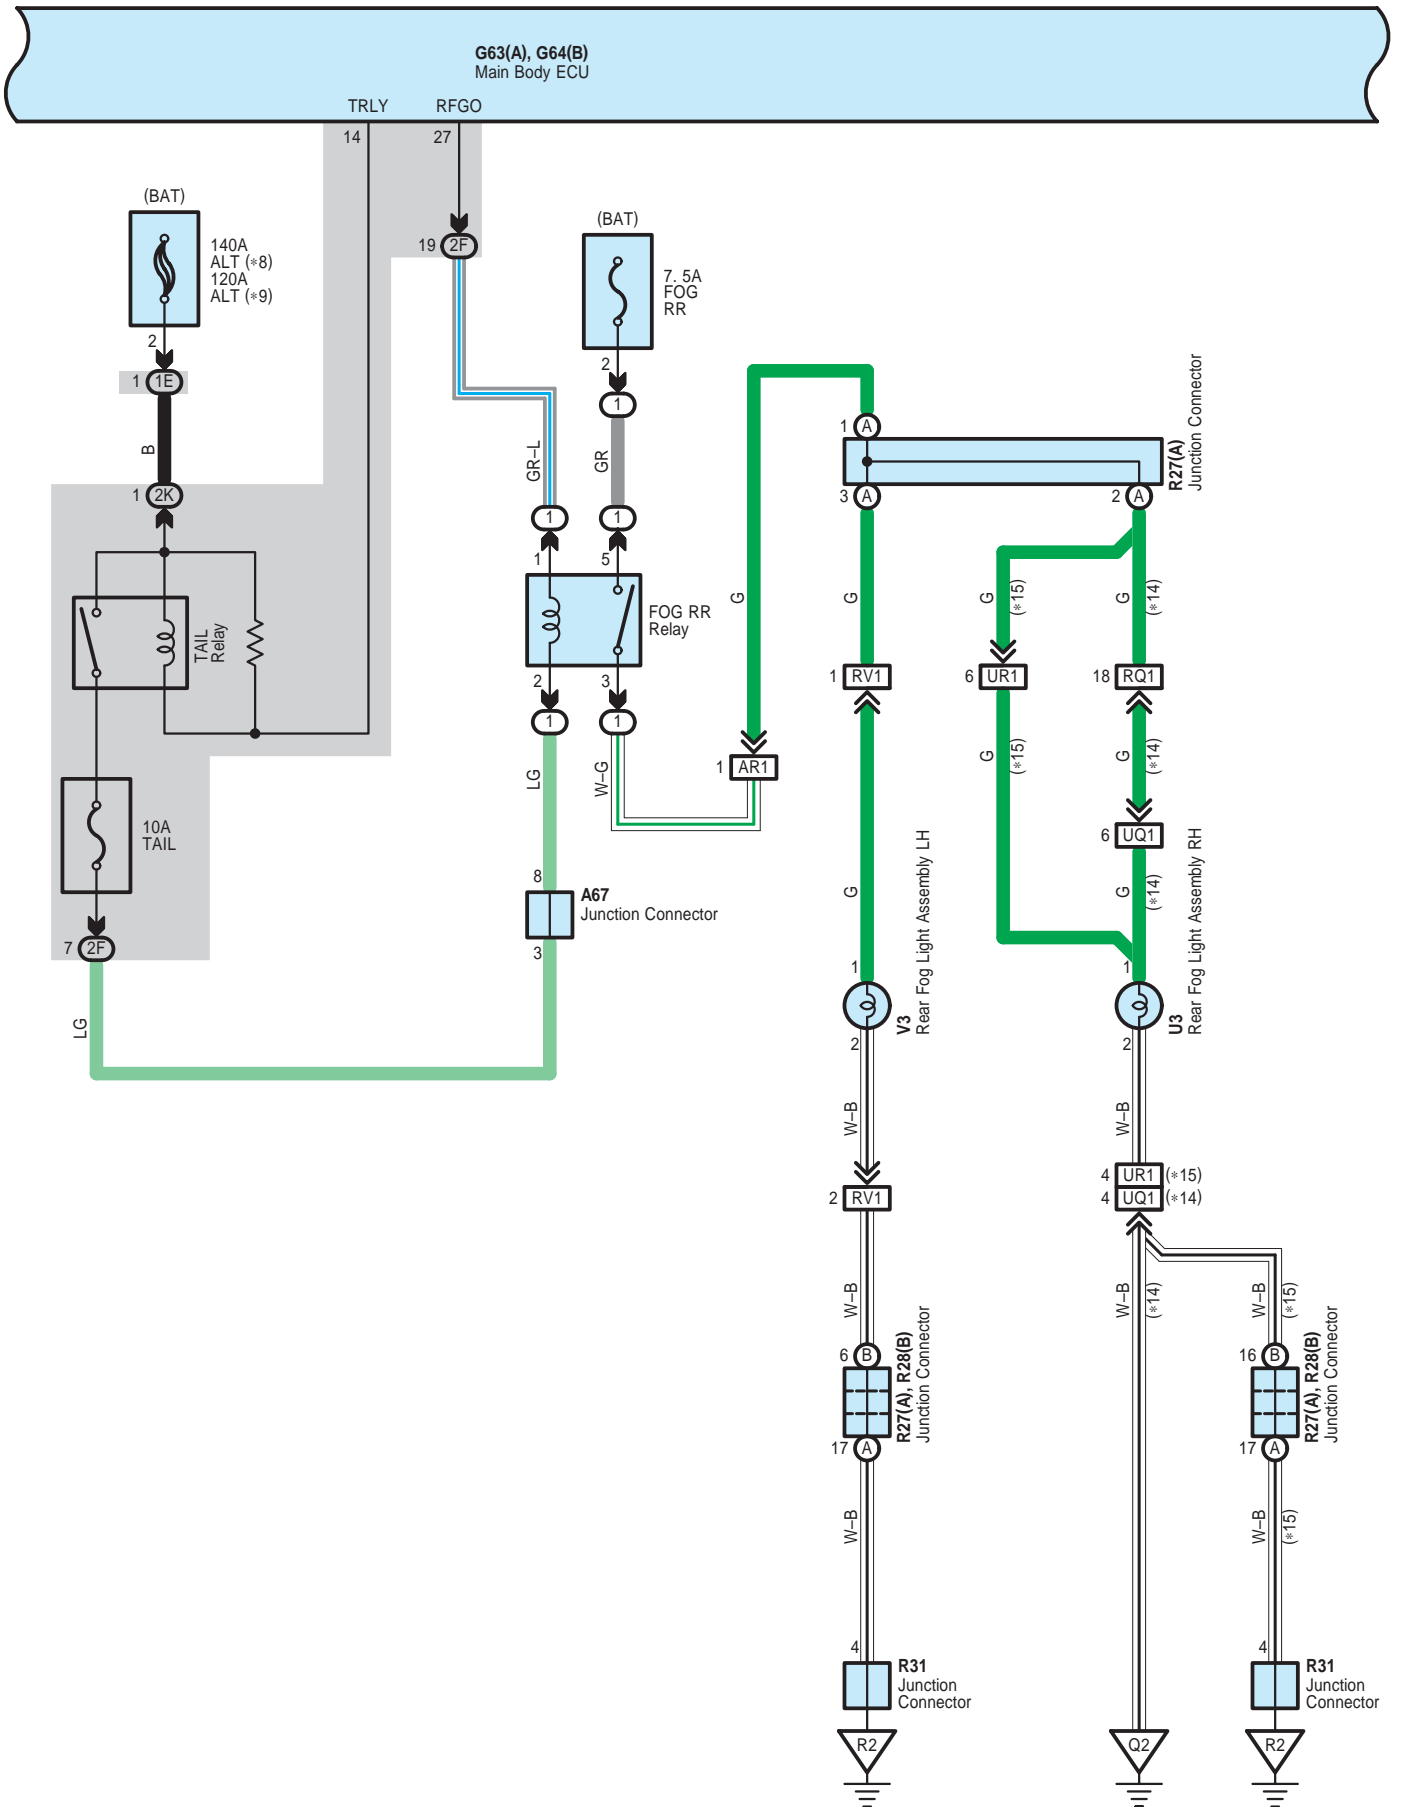 G63(A), G64(B)
Main Body ECU
TRLY
RFGO
14
27
(BAT)
140A
ALT (*8)
120A
ALT (*9)
2
1 1E
B
1 2K
TAIL
Relay
10A
TAIL
7 2F
LG
19 2F
GR–L
(BAT)
7. 5A
FOG
RR
2
1
GR
1
1
1
5
FOG RR
Relay
2
3
1
1
LG
W–G
8
A67
Junction Connector
3
1 AR1
G
1 A
R27(A)
Junction Connector
3 A
2 A
G
G
(*15)
G
(*14)
1 RV1
6 UR1
18 RQ1
G
(*15)
G
(*14)
6 UQ1
G
G
(*14)
1
1
V3
Rear Fog Light Assembly LH
U3
Rear Fog Light Assembly RH
2
2
W–B
W–B
2 RV1
4 UR1 (*15)
4 UQ1 (*14)
W–B
W–B
(*14)
W–B
(*15)
6 B
16 B
R27(A), R28(B)
Junction Connector
R27(A), R28(B)
Junction Connector
17 A
17 A
W–B
W–B
(*15)
4
4
R31
Junction
Connector
R31
Junction
Connector
R2
Q2
R2